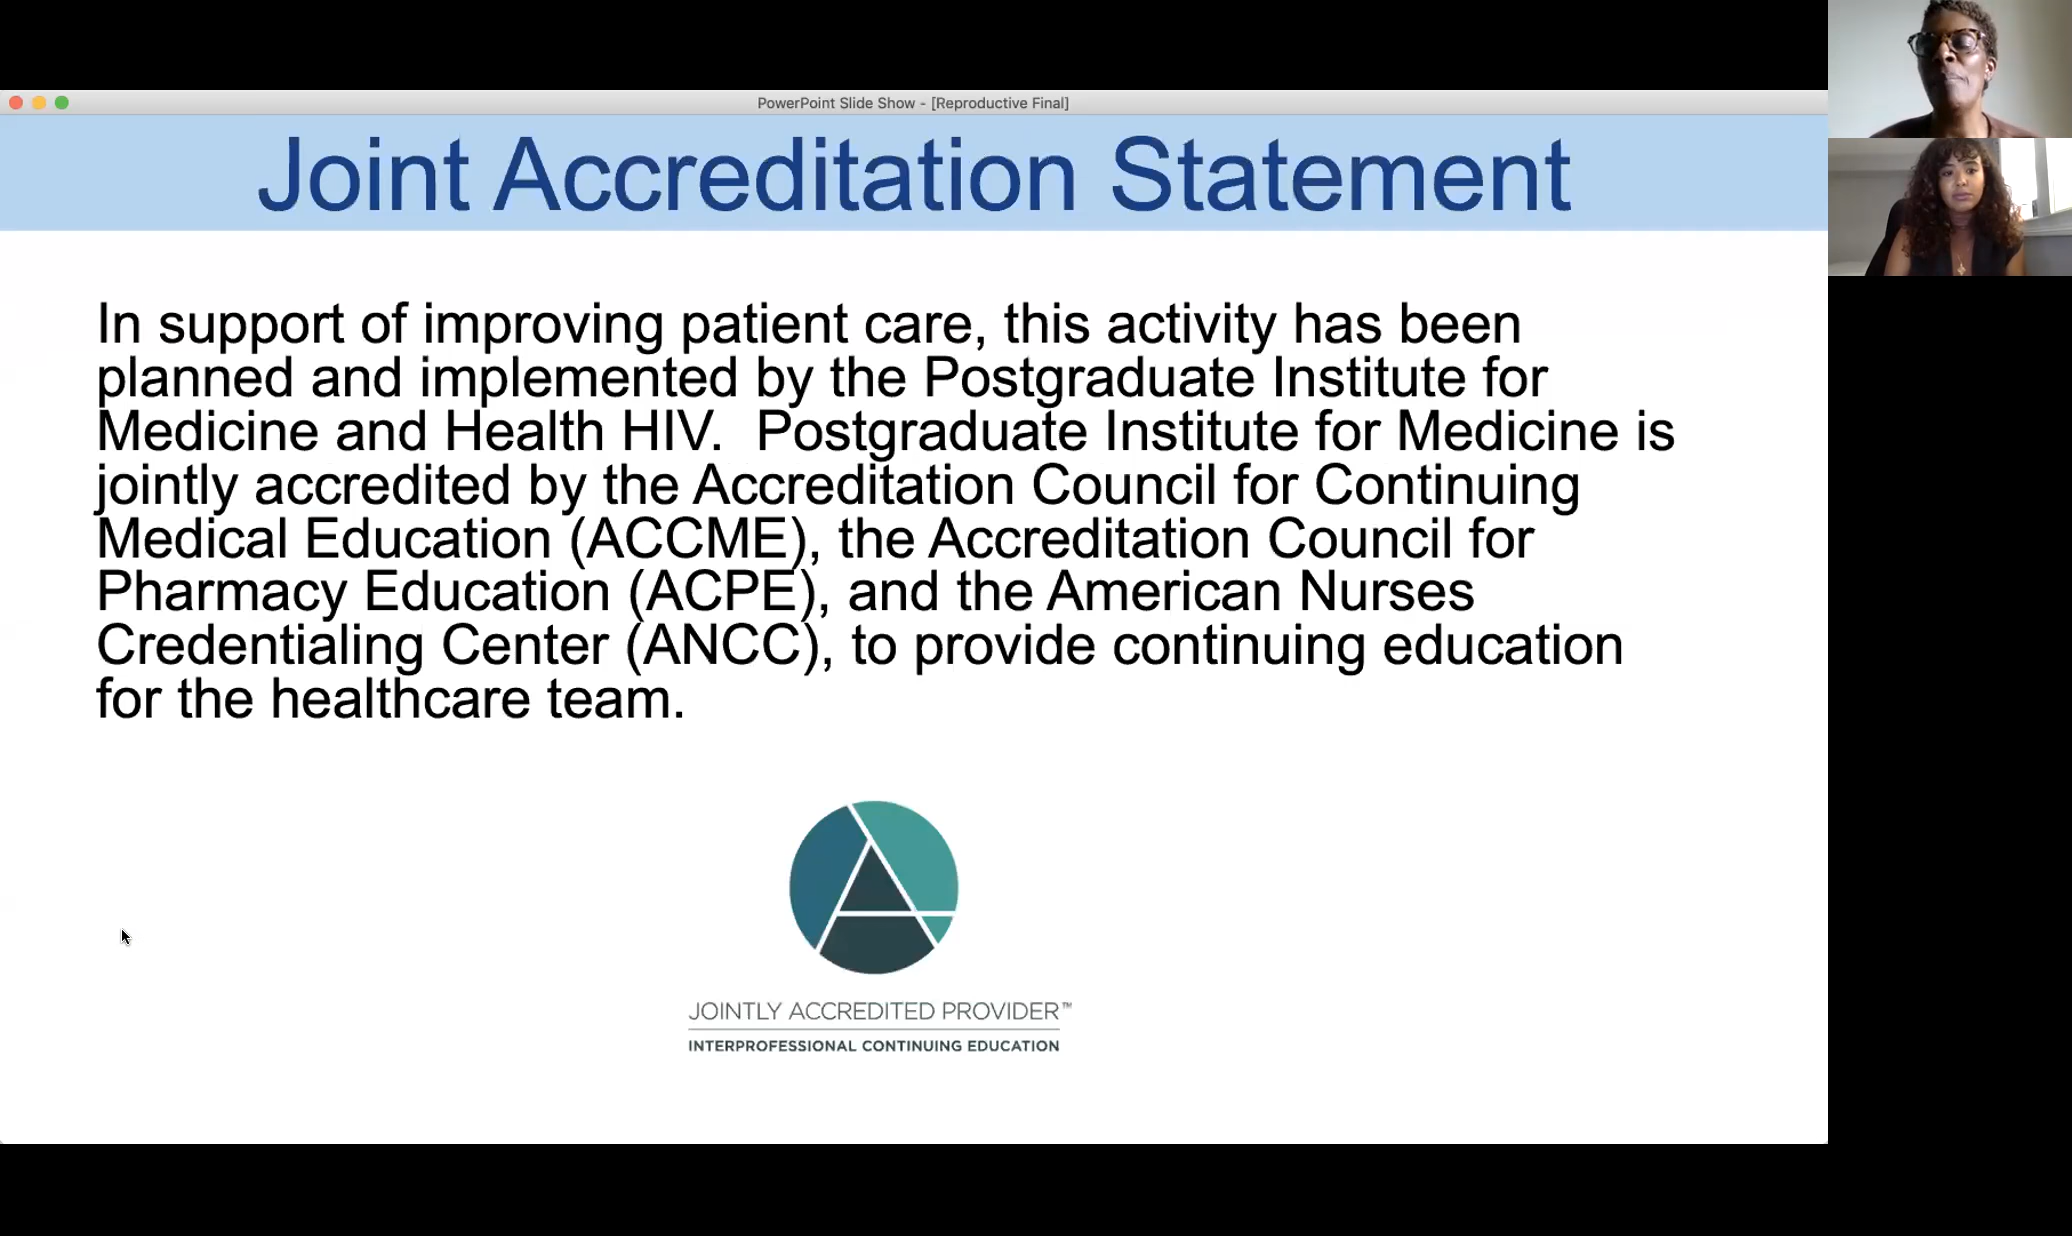 PowerPoint Slide Show - [Reproductive Final]
Joint Accreditation Statement
In support of improving patient care, this activity has been
planned and implemented by the Postgraduate Institute for
Medicine and Health HIV.  Postgraduate Institute for Medicine is
jointly accredited by the Accreditation Council for Continuing
Medical Education (ACCME), the Accreditation Council for
Pharmacy Education (ACPE), and the American Nurses
Credentialing Center (ANCC), to provide continuing education
for the healthcare team.
JOINTLY ACCREDITED PROVIDER™
INTERPROFESSIONAL CONTINUING EDUCATION